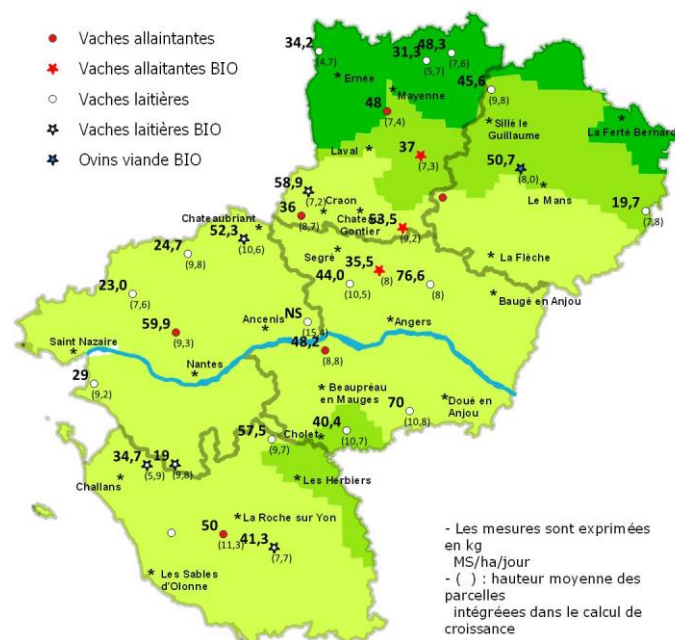 Vaches allaintantes
Vaches allaitantes BIO
Vaches laitières
Vaches laitières BIO
Ovins viande BIO
34,2
(4,7)
48,3
31,3
(7,6)
(5,7)
Ernée
45,6
(9,8)
Mayenne
48
(7,4)
Sillé le
Guillaume
La Ferté Bernard
Laval
37
(7,3)
50,7
(8,0)
Le Mans
58,9
(7,2)
36
(8,7)
Craon
Chateau
Gontier
53,5
(9,2)
19,7
(7,8)
Chateaubriant
52,3
(10,6)
24,7
(9,8)
Segré
La Flèche
35,5
(8)
44,0
(10,5)
76,6
(8)
Baugé en Anjou
23,0
(7,6)
59,9
(9,3)
Ancenis
NS
(15,4)
Angers
Saint Nazaire
48,2
(8,8)
Nantes
29
(9,2)
Beaupréau
en Mauges
70
(10,8)
Doué en
Anjou
57,5
(9,7)
Cholet
40,4
(10,7)
34,7
(5,9)
19
(9,8)
Challans
Les Herbiers
La Roche sur Yon
50
(11,3)
41,3
(7,7)
Les Sables
d'Olonne
- Les mesures sont exprimées
en kg
MS/ha/jour
- ( ) : hauteur moyenne des
parcelles
intégréees dans le calcul de
croissance